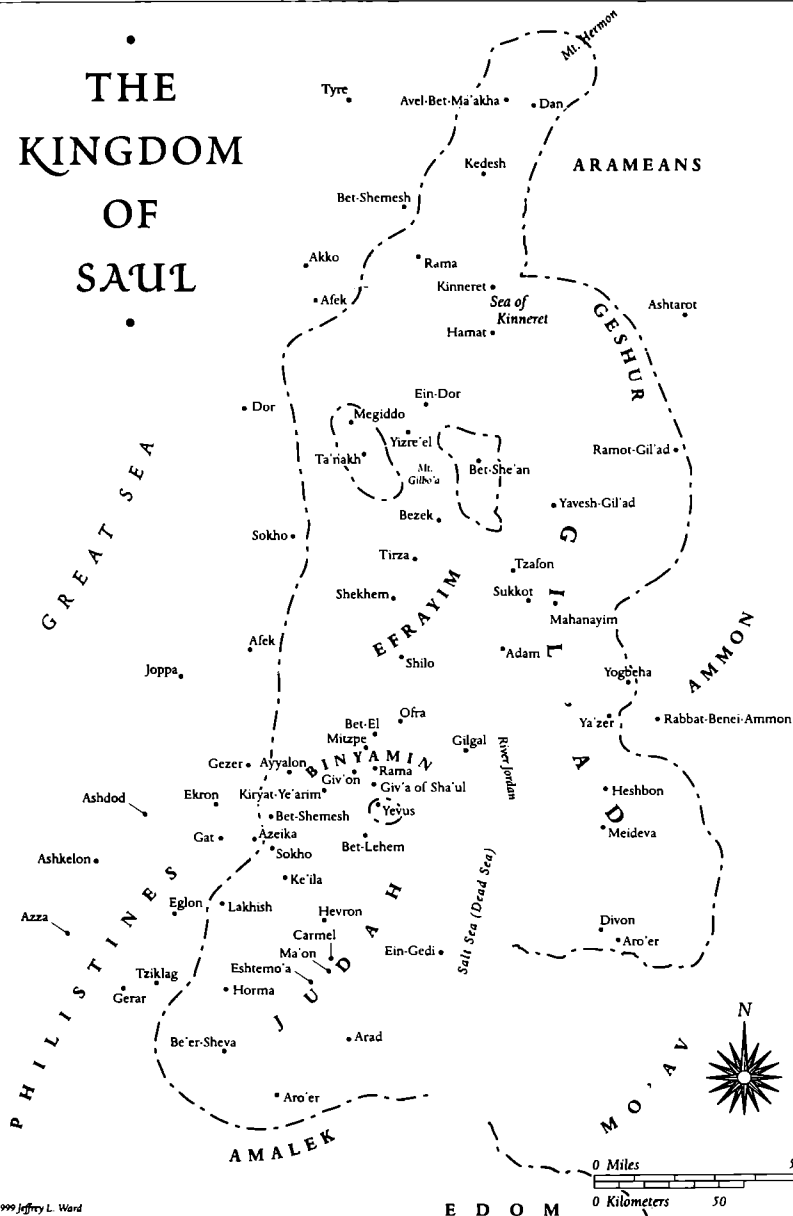 THE
KINGDOM
OF
SAUL
Mt. Hermon
Tyre
Avel-Bet-Ma'akha
Dan
Kedesh
ARAMEANS
Bet-Shemesh
Akko
Rama
Kinneret
Afek
Sea of
Kinneret
Ashtarot
GESHUR
Hamat
Ein-Dor
Dor
Megiddo
Yizre'el
Ta'nakh
Mt.
Gilbo'a
Bet-She'an
Ramot-Gil'ad
GREAT SEA
Bezek
Yavesh-Gil'ad
Sokho
Tirza
Tzafon
GIL'AD
Shekhem
EFRAYIM
Sukkot
Mahanayim
Afek
Shilo
Adam
AMMON
Joppa
Yogbeha
Ofra
Bet-El
Mitzpe
Gilgal
Ya'zer
Rabbat-Benei-Ammon
River Jordan
Gezer
Ayyalon
BINYAMIN
Rama
Giv'on
Giv'a of Sha'ul
Kiryat-Ye'arim
Heshbon
Ekron
Ashdod
Yevus
Bet-Shemesh
Meideva
Gat
Azeika
Bet-Lehem
Sokho
Ashkelon
Ke'ila
Salt Sea (Dead Sea)
Eglon
Lakhish
Hevron
Azza
PHILISTINES
Carmel
Divon
Aro'er
Ma'on
Ein-Gedi
Eshtemo'a
JUDAH
Tziklag
Gerar
Horma
Be'er-Sheva
Arad
N
MO'AV
Aro'er
AMALEK
0 Miles
0 Kilometers 50
EDOM
999 Jeffrey L. Ward